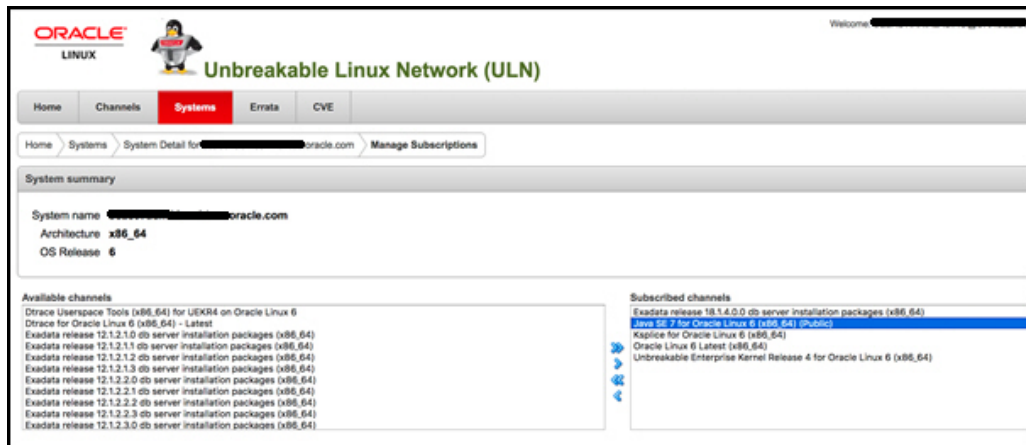 ORACLE
LINUX
Welcome:
Unbreakable Linux Network (ULN)
Home Channels Systems Errata CVE
Home Systems System Detail for oracle.com Manage Subscriptions
System summary
System name oracle.com
Architecture x86_64
OS Release 6
Available channels
Dtrace Userspace Tools (x86_64) for UEKR4 on Oracle Linux 6
Dtrace for Oracle Linux 6 (x86_64) - Latest
Exadata release 12.1.2.1.0 db server installation packages (x86_64)
Exadata release 12.1.2.1.1 db server installation packages (x86_64)
Exadata release 12.1.2.1.2 db server installation packages (x86_64)
Exadata release 12.1.2.1.3 db server installation packages (x86_64)
Exadata release 12.1.2.2.0 db server installation packages (x86_64)
Exadata release 12.1.2.2.1 db server installation packages (x86_64)
Exadata release 12.1.2.2.2 db server installation packages (x86_64)
Exadata release 12.1.2.2.3 db server installation packages (x86_64)
Exadata release 12.1.2.3.0 db server installation packages (x86_64)
Subscribed channels
Exadata release 18.1.4.0.0 db server installation packages (x86_64)
Java SE 7 for Oracle Linux 6 (x86_64) (Public)
Ksplice for Oracle Linux 6 (x86_64)
Oracle Linux 6 Latest (x86_64)
Unbreakable Enterprise Kernel Release 4 for Oracle Linux 6 (x86_64)